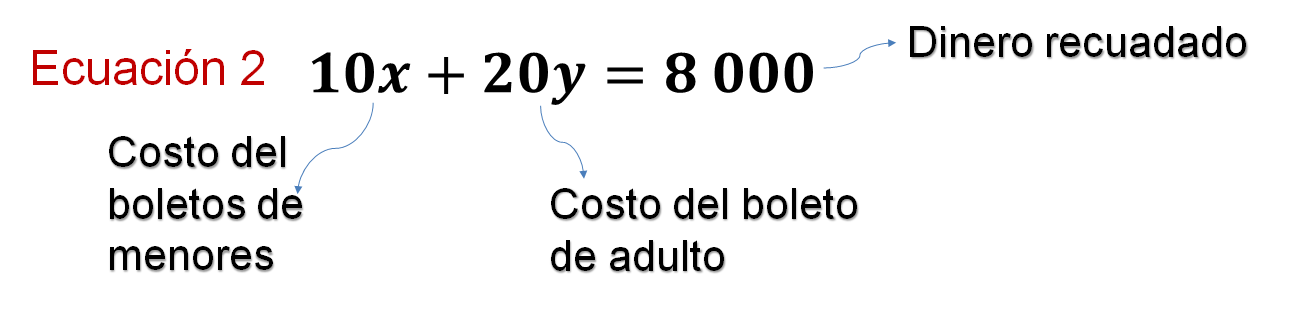 Ecuación 2 10x + 20y = 8 000
Dinero recuadado
Costo del
boletos de
menores
Costo del boleto
de adulto